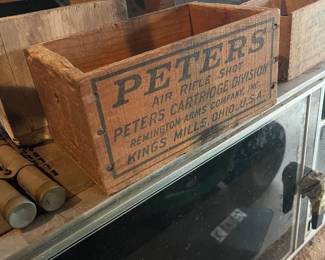 PETERS
AIR RIFLE SHOT
PETERS CARTRIDGE DIVISION
REMINGTON ARMS COMPANY, INC.
KINGS MILLS, OHIO, U.S.A.